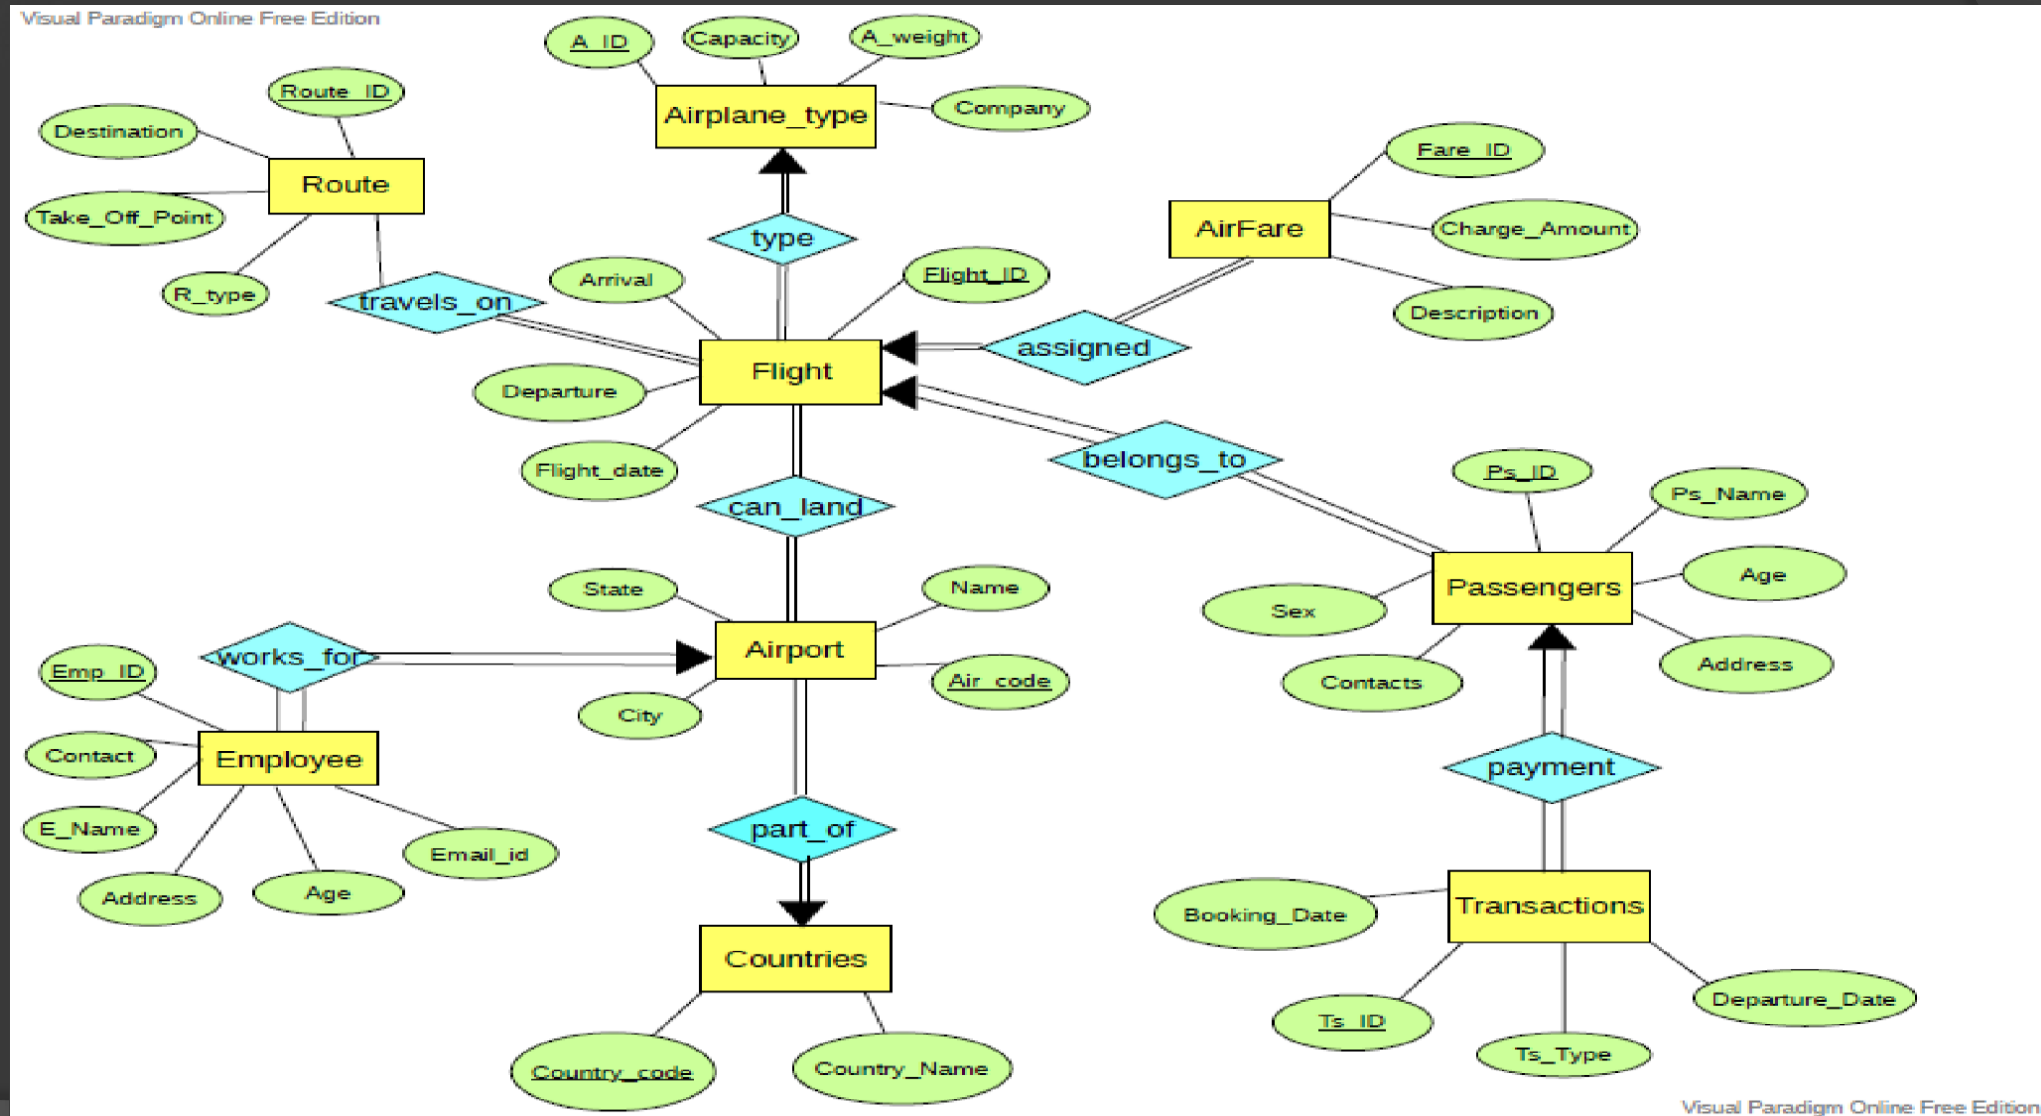 Visual Paradigm Online Free Edition
A_ID
Capacity
A_weight
Company
Airplane_type
Route_ID
Destination
Route
Take_Off_Point
R_type
travels_on
type
Fare_ID
AirFare
Charge_Amount
Description
Arrival
Flight_ID
assigned
Flight
Departure
Flight_date
belongs_to
can_land
Ps_ID
Ps_Name
Age
Passengers
Sex
Contacts
Address
State
Name
Airport
Air_code
City
works_for
Emp_ID
Contact
Employee
E_Name
Address
Age
Email_id
part_of
payment
Countries
Country_code
Country_Name
Transactions
Booking_Date
Ts_ID
Ts_Type
Departure_Date
Visual Paradigm Online Free Edition